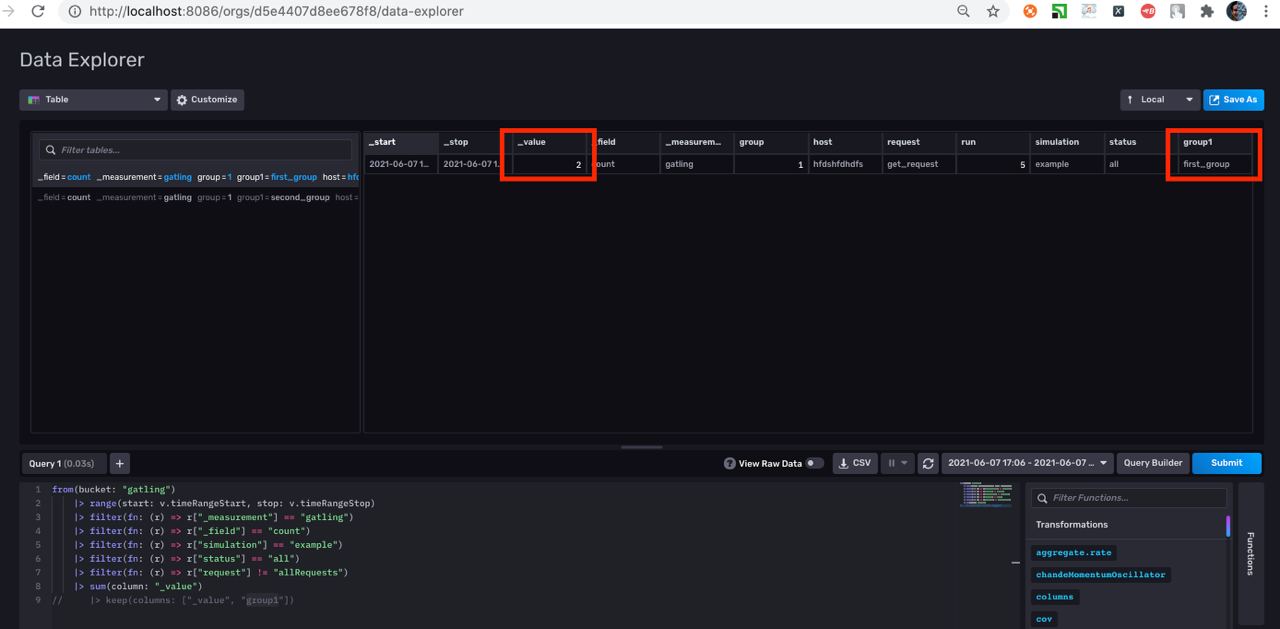 http://localhost:8086/orgs/d5e4407d8ee678f8/data-explorer
Data Explorer
Table
Customize
Local
Save As
Filter tables...
_field=count _measurement=gatling group=1 group1=first_group host=hfd
_field=count _measurement=gatling group=1 group1=second_group host=
_start _stop _value _field _measurem... group host request run simulation status group1
2021-06-07 1... 2021-06-07 1... 2 count gatling 1 hfdshfdhdfs get_request 5 example all first_group
Query 1 (0.03s)
+
View Raw Data
CSV
2021-06-07 17:06 - 2021-06-07 ...
Query Builder
Submit
1 from(bucket: "gatling")
2 |> range(start: v.timeRangeStart, stop: v.timeRangeStop)
3 |> filter(fn: (r) => r["_measurement"] == "gatling")
4 |> filter(fn: (r) => r["_field"] == "count")
5 |> filter(fn: (r) => r["simulation"] == "example")
6 |> filter(fn: (r) => r["status"] == "all")
7 |> filter(fn: (r) => r["request"] != "allRequests")
8 |> sum(column: "_value")
9 // |> keep(columns: ["_value", "group1"])
Filter Functions...
Transformations
aggregate.rate
chandeMomentumOscillator
columns
cov
Functions